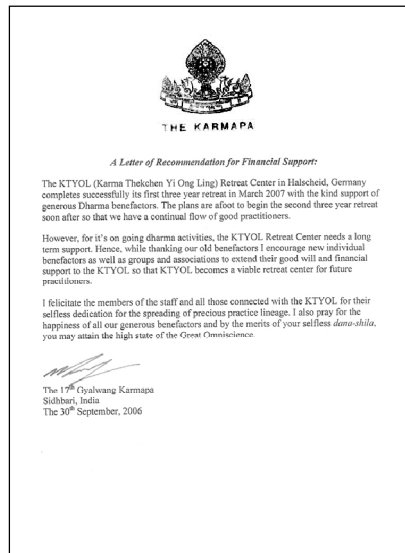 THE KARMAPA
A Letter of Recommendation for Financial Support:
The KTYOL (Karma Thekchen Yi Ong Ling) Retreat Center in Halscheid, Germany
completes successfully its first three year retreat in March 2007 with the kind support of
generous Dharma benefactors. The plans are afoot to begin the second three year retreat
soon after so that we have a continual flow of good practitioners.
However, for it's on going dharma activities, the KTYOL Retreat Center needs a long
term support. Hence, while thanking our old benefactors I encourage new individual
benefactors as well as groups and associations to extend their good will and financial
support to the KTYOL so that KTYOL becomes a viable retreat center for future
practitioners.
I felicitate the members of the staff and all those connected with the KTYOL for their
selfless dedication for the spreading of precious practice lineage. I also pray for the
happiness of all our generous benefactors and by the merits of your selfless dana-shila,
you may attain the high state of the Great Omniscience.
The 17th Gyalwang Karmapa
Sidhbari, India
The 30th September, 2006